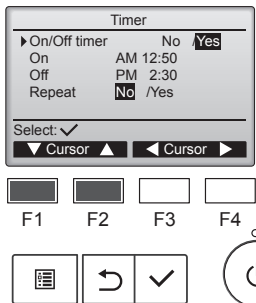 Timer
On/Off timer No /Yes
On AM 12:50
Off PM 2:30
Repeat No /Yes
Select:
Cursor Cursor
F1 F2 F3 F4